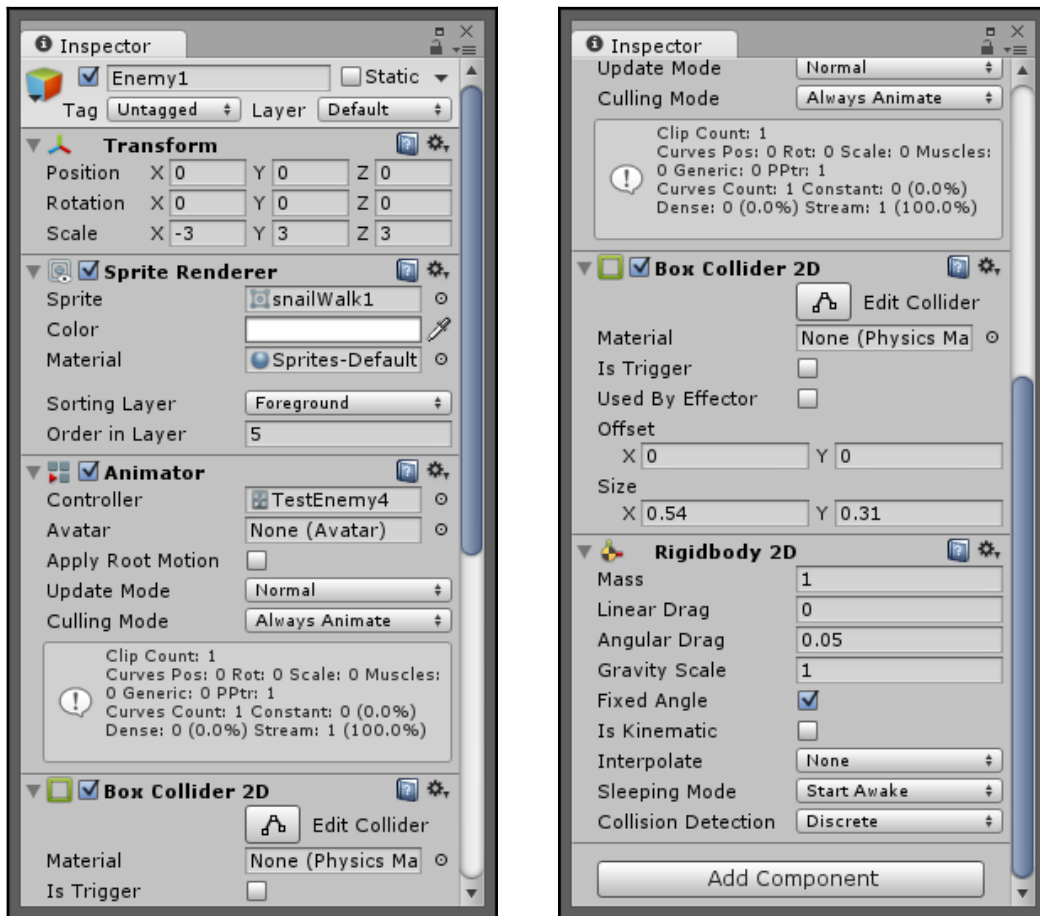 Inspector
Enemy1 Static
Tag Untagged Layer Default
Transform
Position X 0 Y 0 Z 0
Rotation X 0 Y 0 Z 0
Scale X -3 Y 3 Z 3
Sprite Renderer
Sprite snailWalk1
Color
Material Sprites-Default
Sorting Layer Foreground
Order in Layer 5
Animator
Controller TestEnemy4
Avatar None (Avatar)
Apply Root Motion
Update Mode Normal
Culling Mode Always Animate
Clip Count: 1
Curves Pos: 0 Rot: 0 Scale: 0 Muscles:
0 Generic: 0 PPtr: 1
Curves Count: 1 Constant: 0 (0.0%)
Dense: 0 (0.0%) Stream: 1 (100.0%)
Box Collider 2D
Edit Collider
Material None (Physics Ma
Is Trigger
Inspector
Update Mode Normal
Culling Mode Always Animate
Clip Count: 1
Curves Pos: 0 Rot: 0 Scale: 0 Muscles:
0 Generic: 0 PPtr: 1
Curves Count: 1 Constant: 0 (0.0%)
Dense: 0 (0.0%) Stream: 1 (100.0%)
Box Collider 2D
Edit Collider
Material None (Physics Ma
Is Trigger
Used By Effector
Offset
X 0 Y 0
Size
X 0.54 Y 0.31
Rigidbody 2D
Mass 1
Linear Drag 0
Angular Drag 0.05
Gravity Scale 1
Fixed Angle
Is Kinematic
Interpolate None
Sleeping Mode Start Awake
Collision Detection Discrete
Add Component